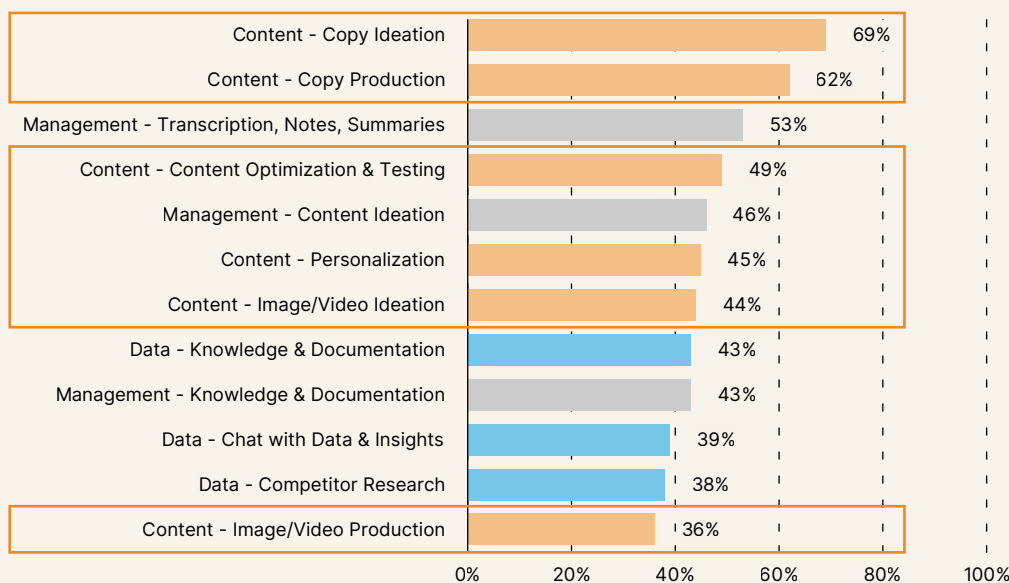 Content - Copy Ideation 69%
Content - Copy Production 62%
Management - Transcription, Notes, Summaries 53%
Content - Content Optimization & Testing 49%
Management - Content Ideation 46%
Content - Personalization 45%
Content - Image/Video Ideation 44%
Data - Knowledge & Documentation 43%
Management - Knowledge & Documentation 43%
Data - Chat with Data & Insights 39%
Data - Competitor Research 38%
Content - Image/Video Production 36%
0% 20% 40% 60% 80% 100%